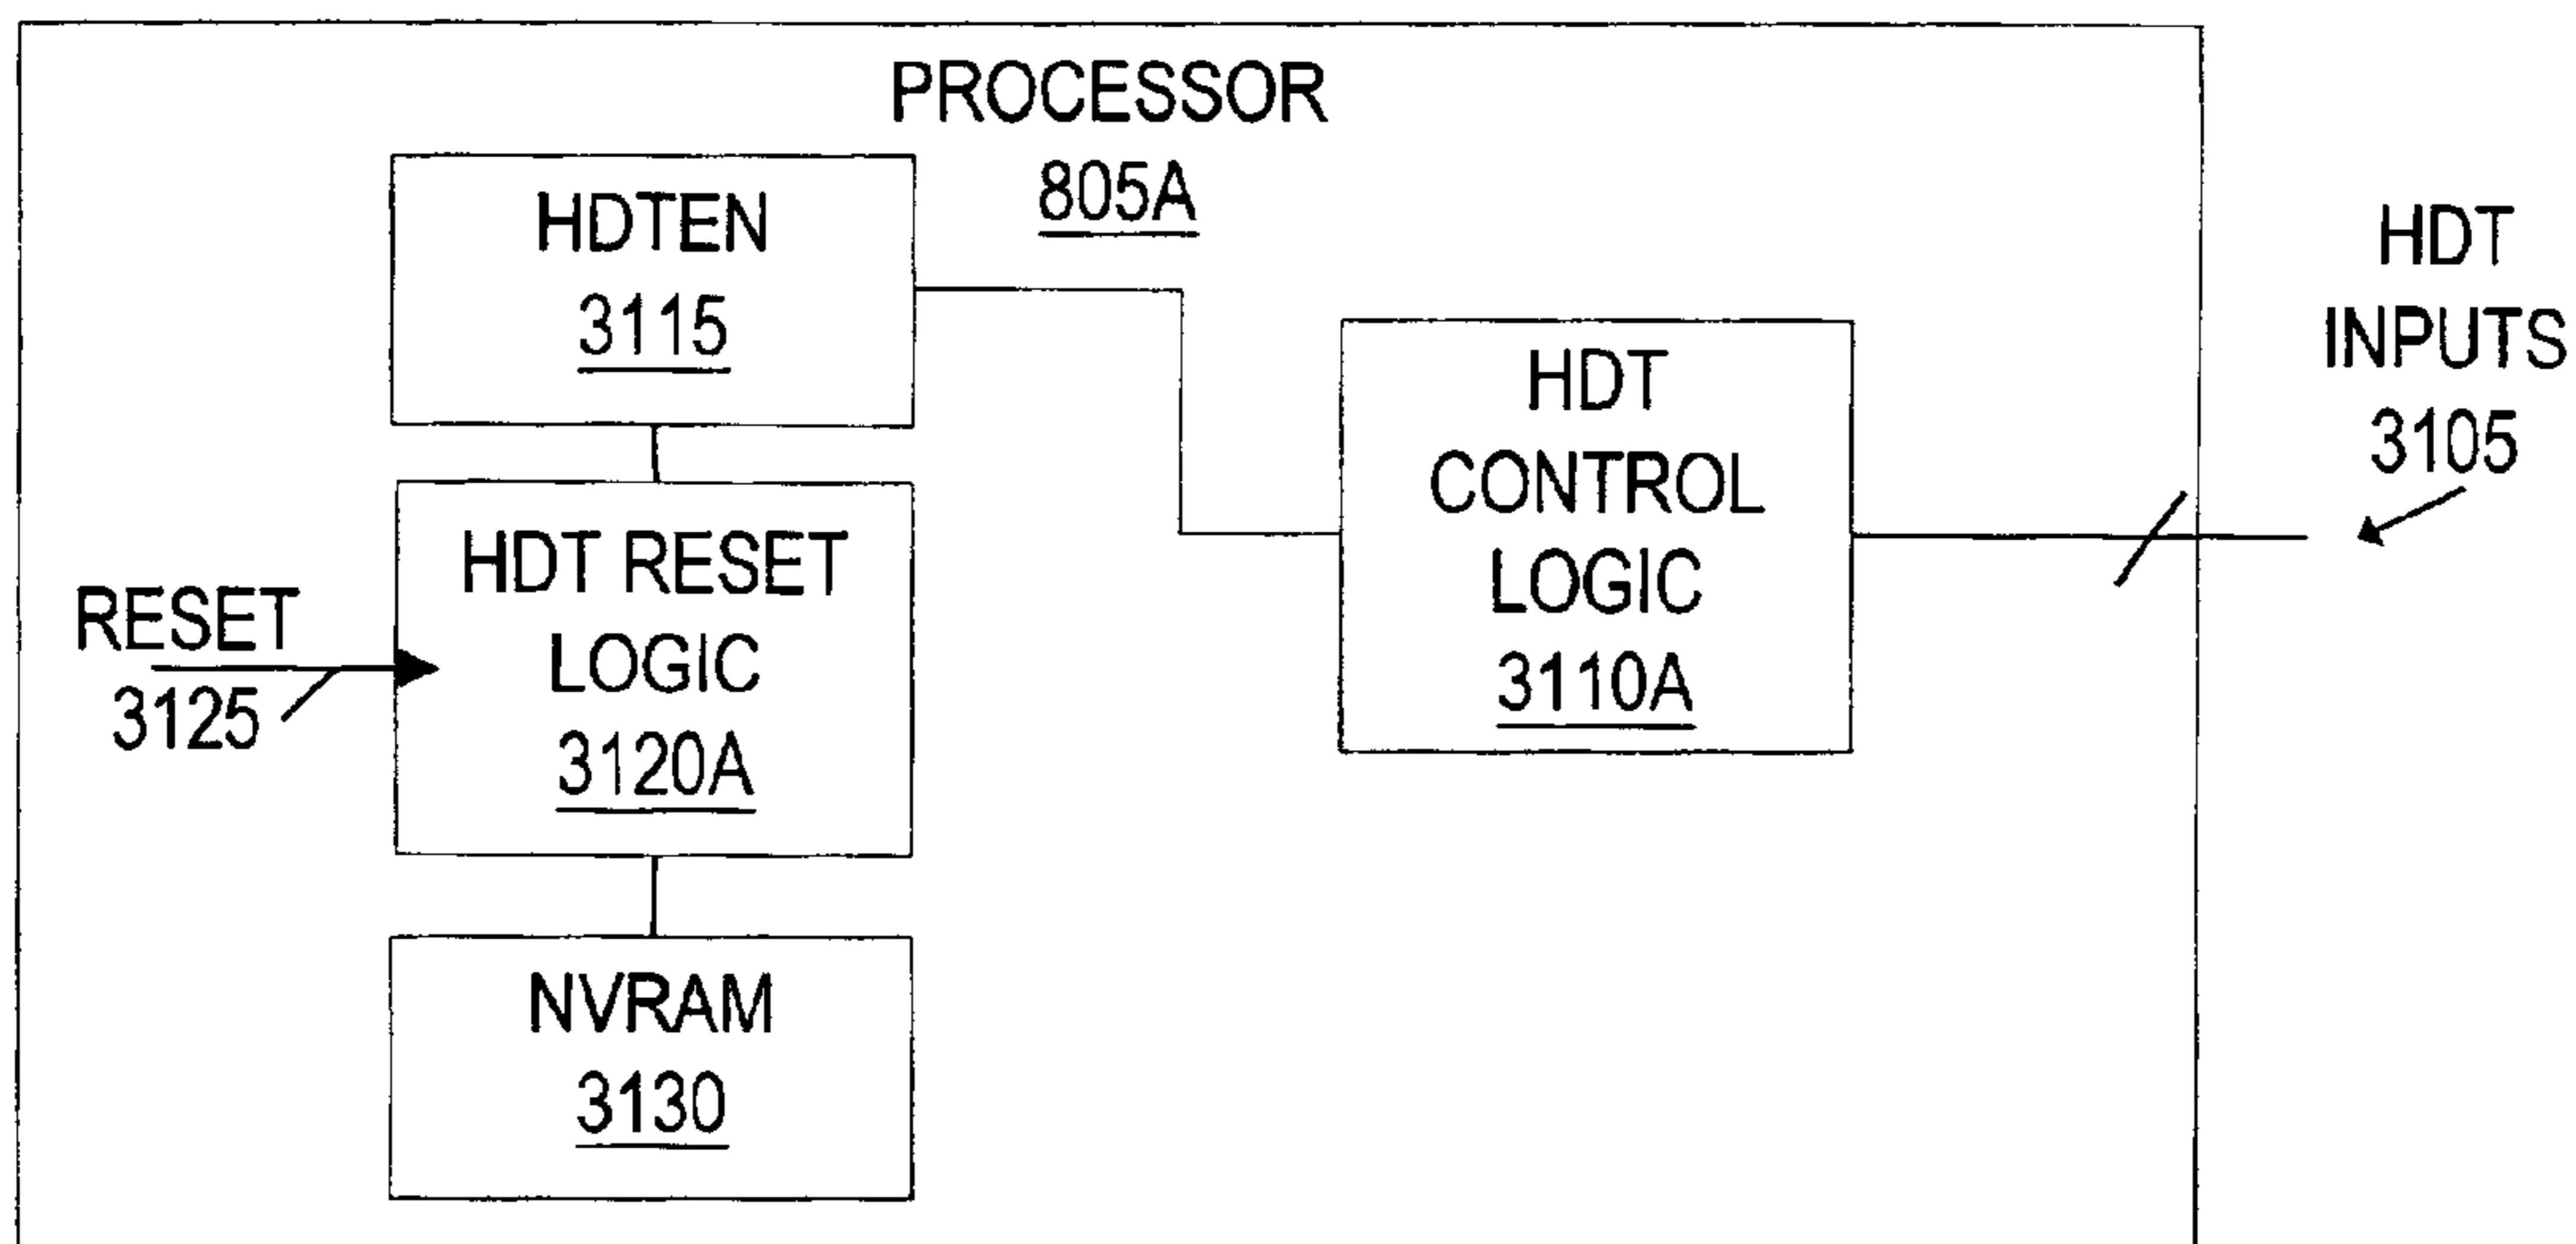 PROCESSOR
805A
HDTEN
3115
HDT
INPUTS
3105
HDT
CONTROL
LOGIC
3110A
HDT RESET
LOGIC
3120A
RESET
3125
NVRAM
3130